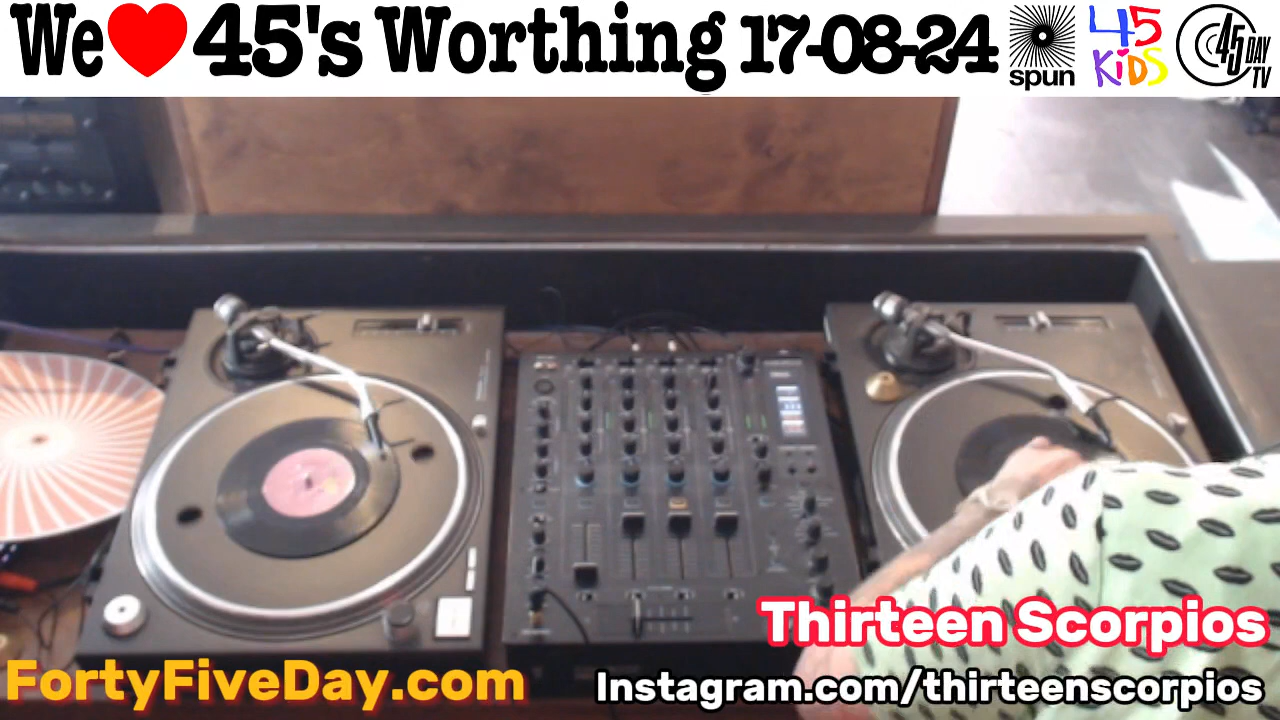 We❤45's Worthing 17-08-24
spun
45 KiDS
45 DAY TV
Thirteen Scorpios
FortyFiveDay.com
Instagram.com/thirteenscorpios